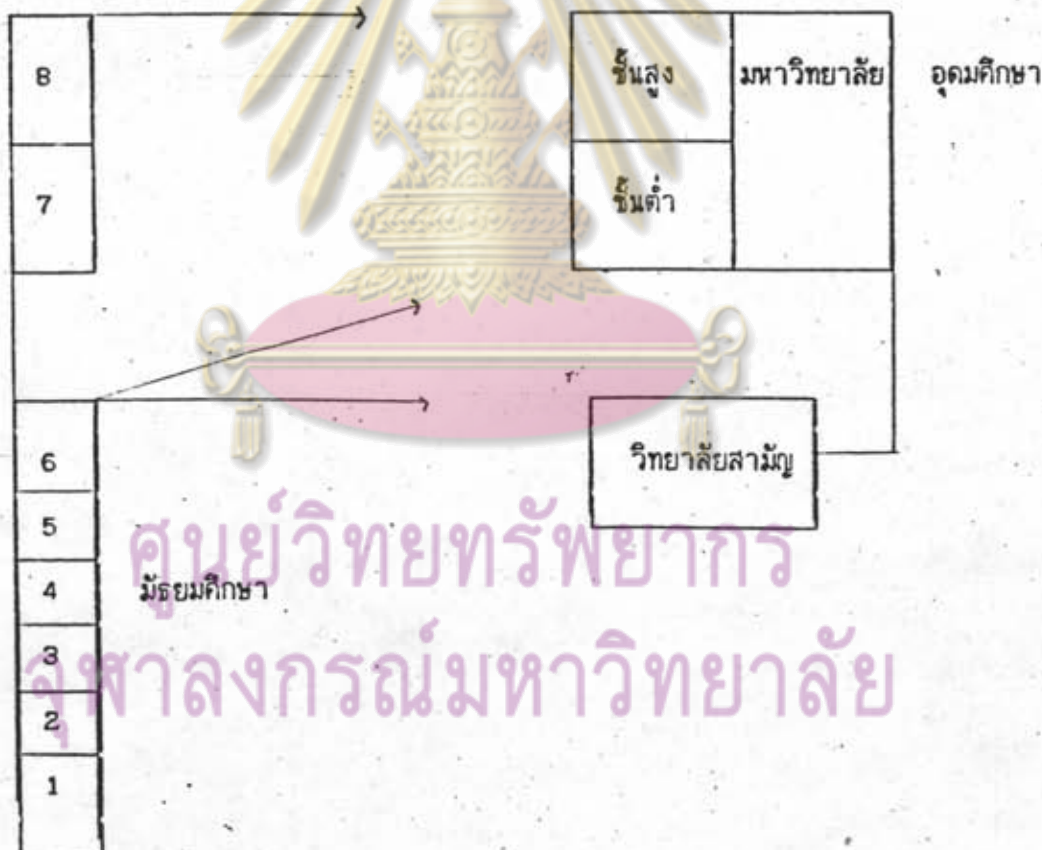 8 ชั้นสูง มหาวิทยาลัย อุดมศึกษา
7 ชั้นต่ำ
6 วิทยาลัยสามัญ
5
ศูนย์วิทยทรัพยากร
4 มัธยมศึกษา
3
จุฬาลงกรณ์มหาวิทยาลัย
2
1